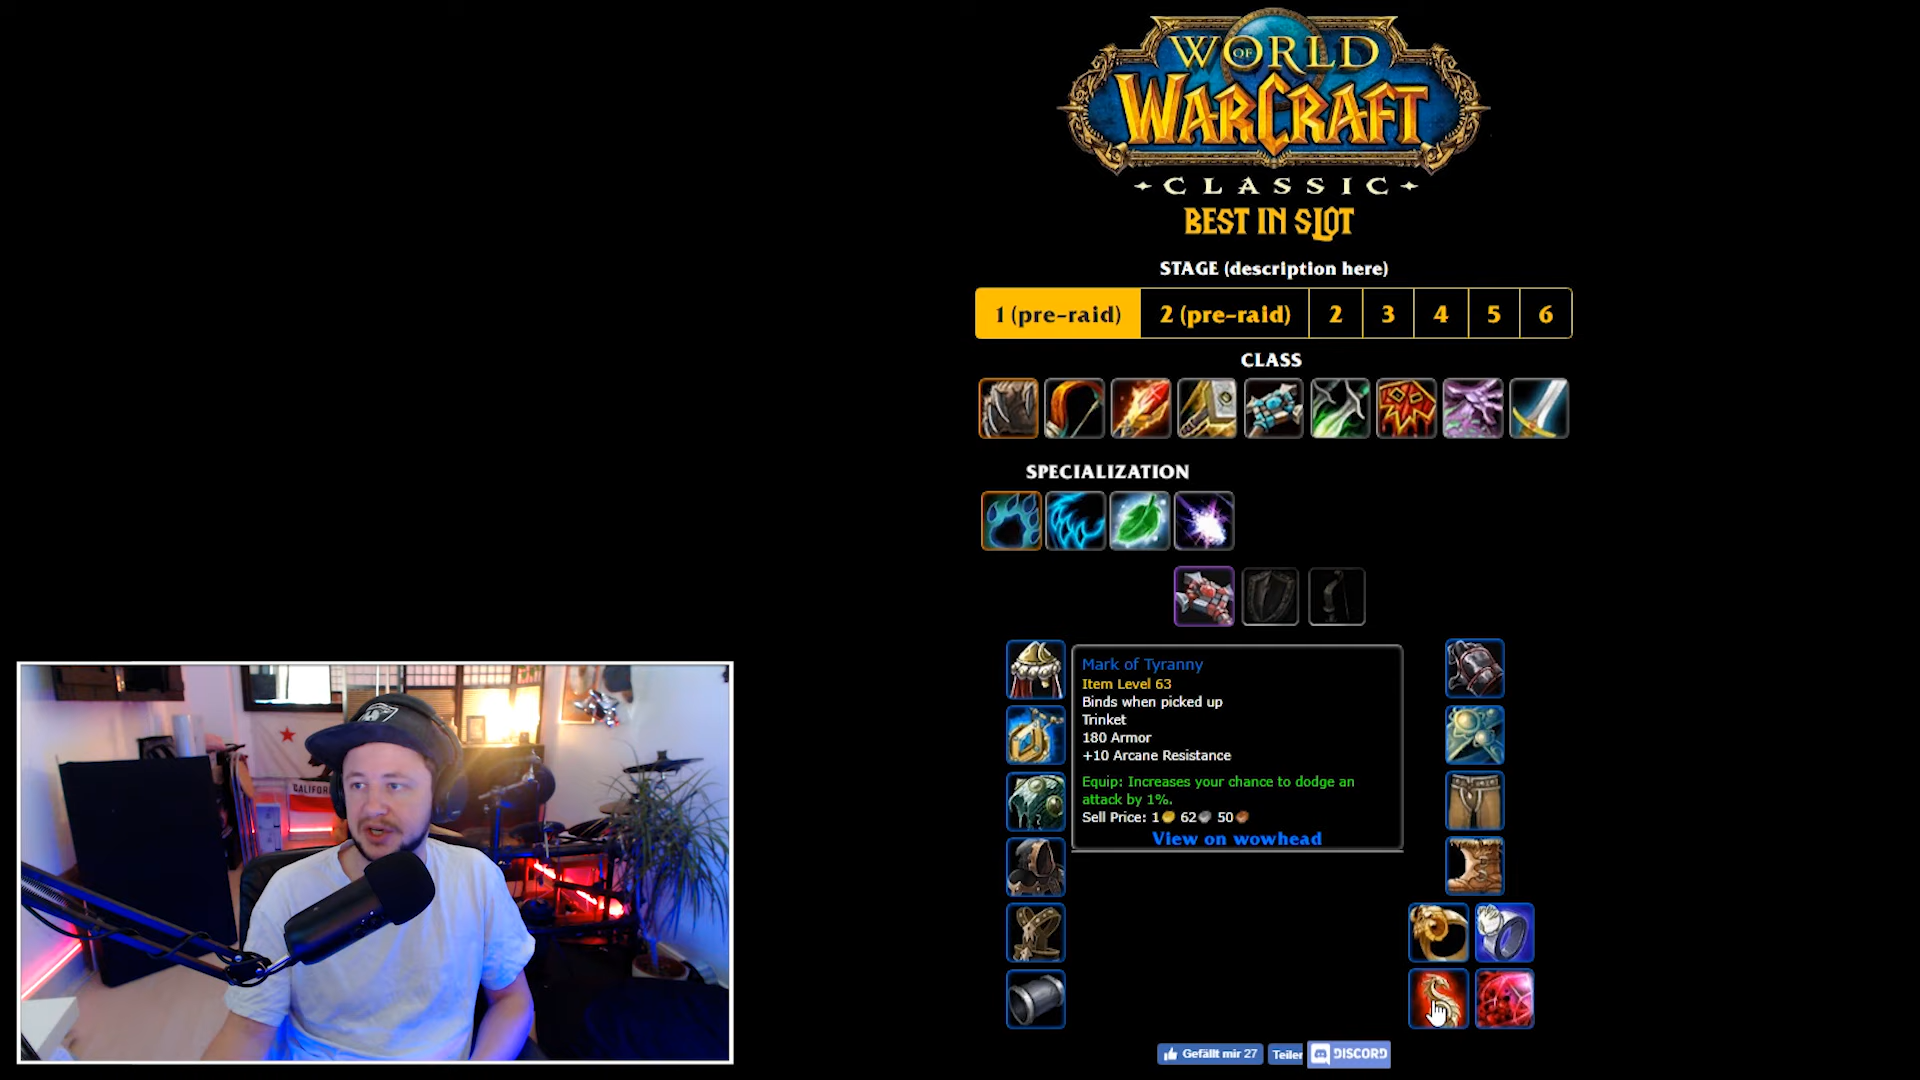 WORLD
OF
WARCRAFT
CLASSIC
BEST IN SLOT
STAGE (description here)
1 (pre-raid)
2 (pre-raid)
2
3
4
5
6
CLASS
SPECIALIZATION
Mark of Tyranny
Item Level 63
Binds when picked up
Trinket
180 Armor
+10 Arcane Resistance
Equip: Increases your chance to dodge an
attack by 1%.
Sell Price: 1 62 50
View on wowhead
CALIFOR
Gefällt mir 27
Teilen
DISCORD